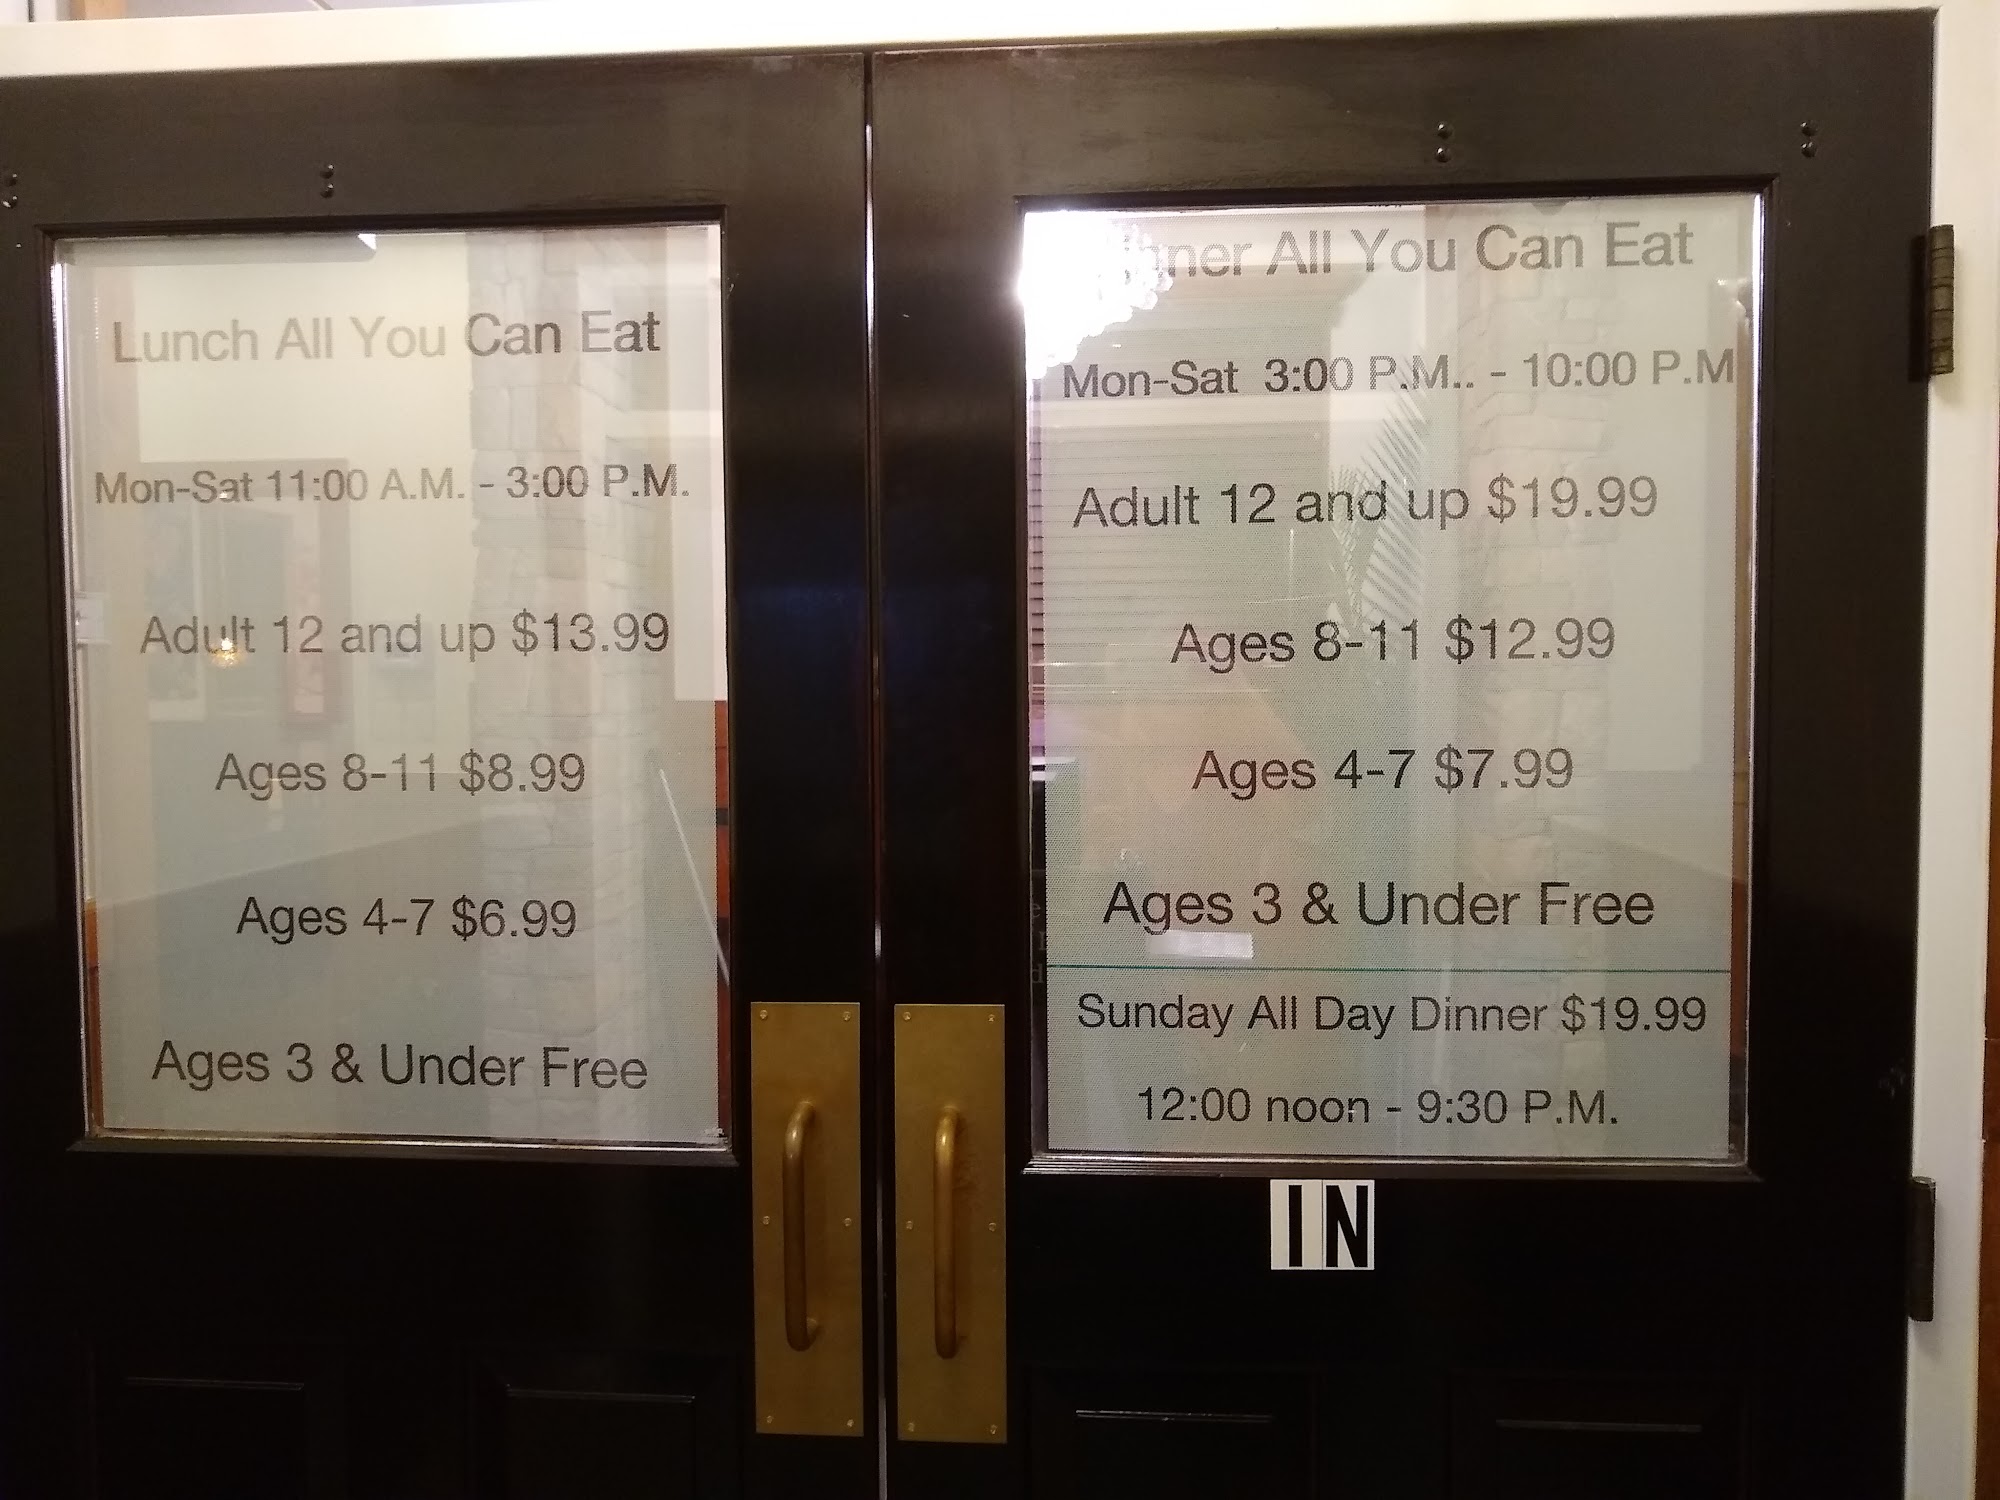 Lunch All You Can Eat
Mon-Sat 11:00 A.M. - 3:00 P.M.
Adult 12 and up $13.99
Ages 8-11 $8.99
Ages 4-7 $6.99
Ages 3 & Under Free
Dinner All You Can Eat
Mon-Sat 3:00 P.M.. - 10:00 P.M
Adult 12 and up $19.99
Ages 8-11 $12.99
Ages 4-7 $7.99
Ages 3 & Under Free
Sunday All Day Dinner $19.99
12:00 noon - 9:30 P.M.
IN